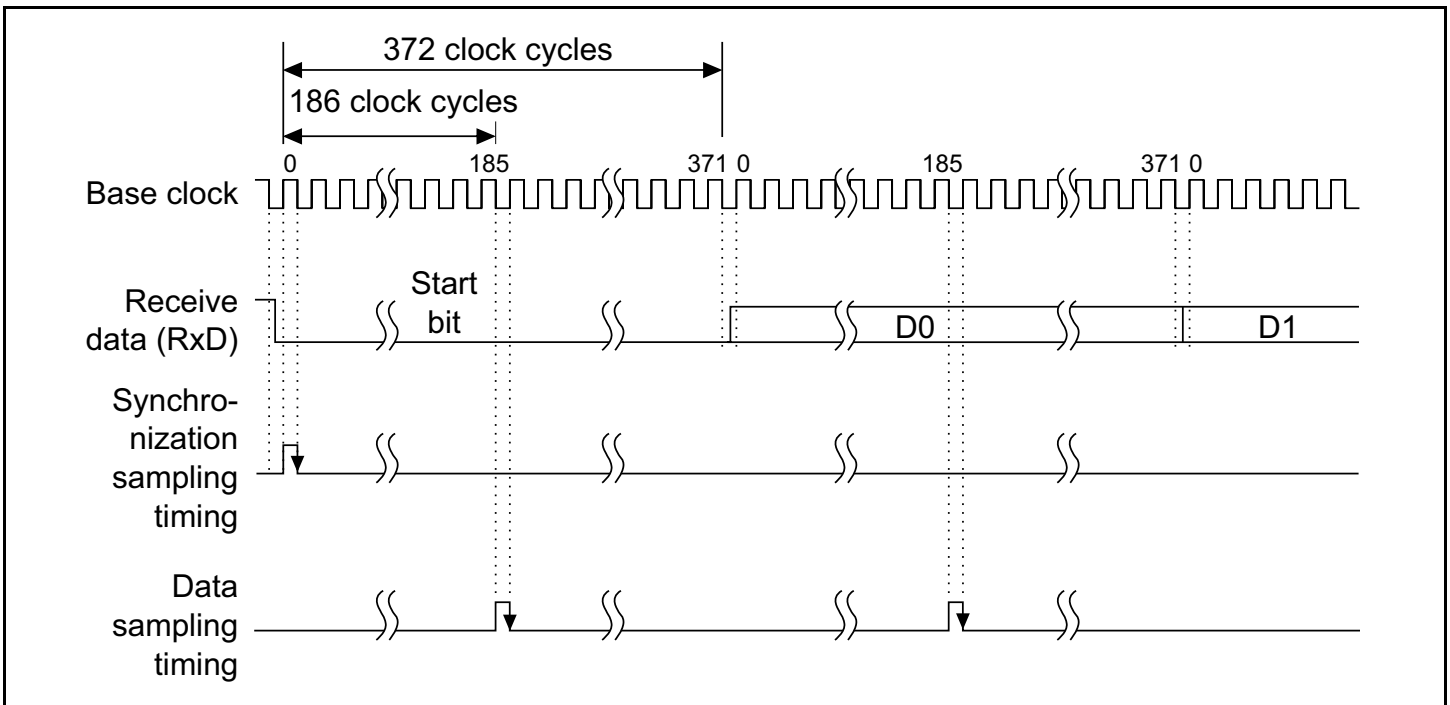 372 clock cycles
186 clock cycles
0 185 371 0 185 371 0
Base clock
Start
bit
Receive
data (RxD)
D0 D1
Synchro-
nization
sampling
timing
Data
sampling
timing